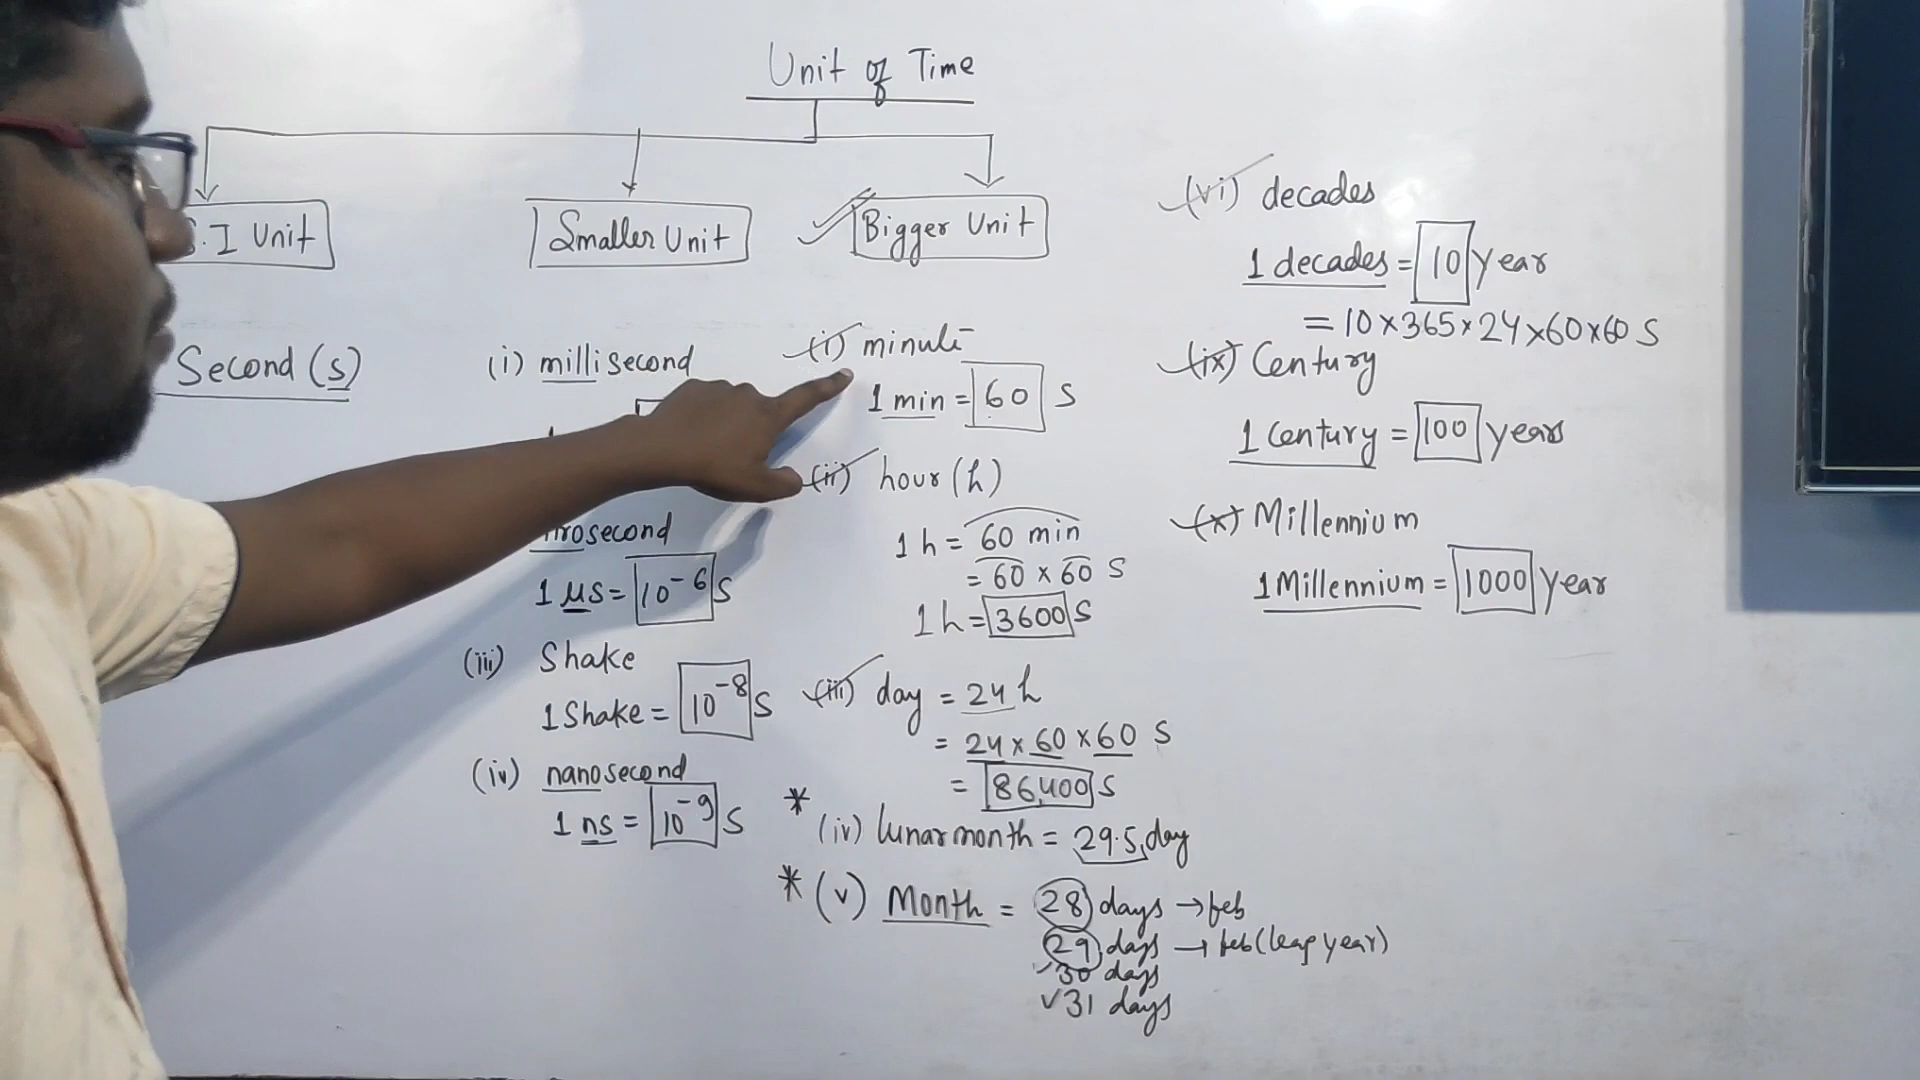 Unit of Time
S.I Unit
Second (s)
Smaller Unit
(i) millisecond
1
rosecond
1 μs = 10⁻⁶ S
(iii) Shake
1 Shake = 10⁻⁸ S
(iv) nanosecond
1 ns = 10⁻⁹ S
Bigger Unit
(i) minute
1 min = 60 S
(ii) hour (h)
1 h = 60 min
= 60 × 60 S
1 h = 3600 S
(iii) day = 24 h
= 24 × 60 × 60 S
= 86,400 S
* (iv) lunar month = 29.5 day
* (v) Month = 28 days → feb
29 days → feb (leap year)
✓30 days
✓31 days
(vi) decades
1 decades = 10 year
= 10×365×24×60×60 S
(ix) Century
1 Century = 100 years
(x) Millennium
1 Millennium = 1000 year